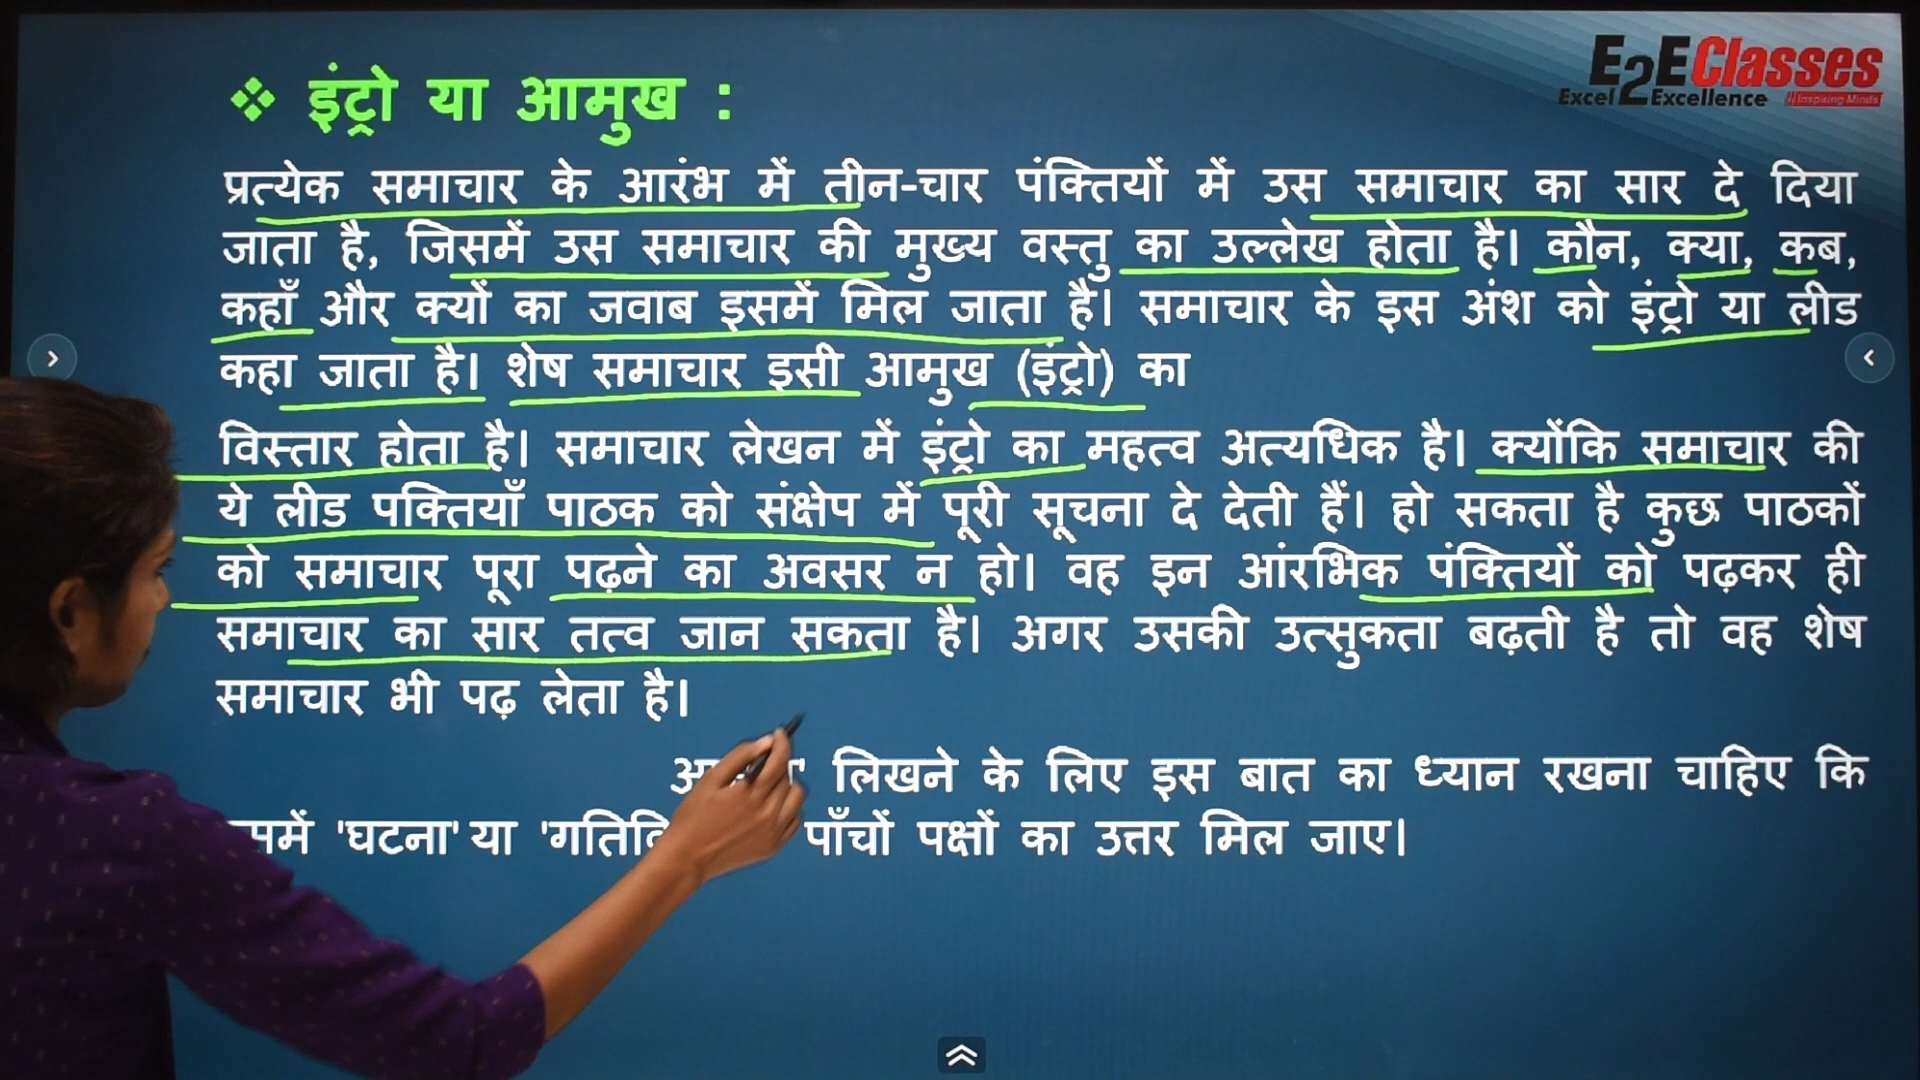 ❖ इंट्रो या आमुख :
E2E Classes
Excel 2 Excellence Inspiring Minds
प्रत्येक समाचार के आरंभ में तीन-चार पंक्तियों में उस समाचार का सार दे दिया
जाता है, जिसमें उस समाचार की मुख्य वस्तु का उल्लेख होता है। कौन, क्या, कब,
कहाँ और क्यों का जवाब इसमें मिल जाता है। समाचार के इस अंश को इंट्रो या लीड
कहा जाता है। शेष समाचार इसी आमुख (इंट्रो) का
विस्तार होता है। समाचार लेखन में इंट्रो का महत्व अत्यधिक है। क्योंकि समाचार की
ये लीड पक्तियाँ पाठक को संक्षेप में पूरी सूचना दे देती हैं। हो सकता है कुछ पाठकों
को समाचार पूरा पढ़ने का अवसर न हो। वह इन आंरभिक पंक्तियों को पढ़कर ही
समाचार का सार तत्व जान सकता है। अगर उसकी उत्सुकता बढ़ती है तो वह शेष
समाचार भी पढ़ लेता है।
लिखने के लिए इस बात का ध्यान रखना चाहिए कि
'घटना' या पाँचों पक्षों का उत्तर मिल जाए।